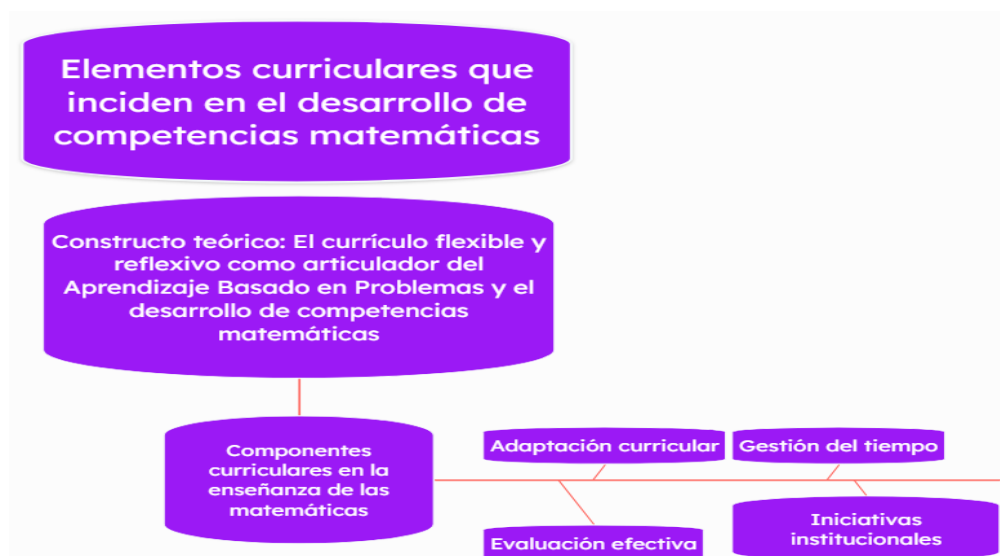 Elementos curriculares que
inciden en el desarrollo de
competencias matemáticas
Constructo teórico: El currículo flexible y
reflexivo como articulador del
Aprendizaje Basado en Problemas y el
desarrollo de competencias
matemáticas
Componentes
curriculares en la
enseñanza de las
matemáticas
Adaptación curricular
Gestión del tiempo
Evaluación efectiva
Iniciativas
institucionales